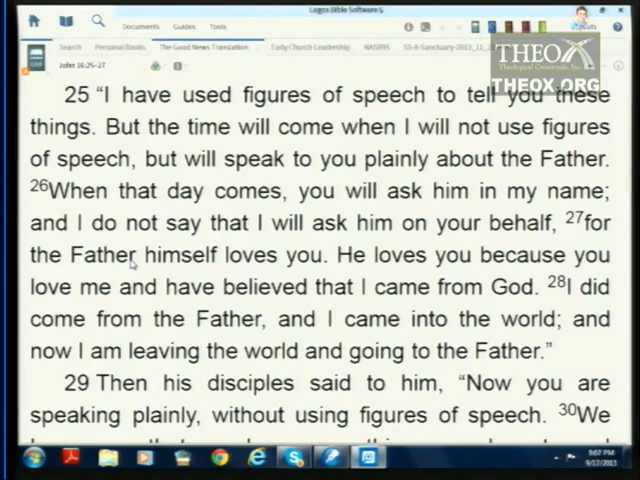 Logos Bible Software 5
Documents Guides Tools
Search Personal Books The Good News Translation Early Church Leadership NASB95
John 16:25-27
THEOX
Theological Crossroads, Inc.
THEOX.ORG
25 “I have used figures of speech to tell you these
things. But the time will come when I will not use figures
of speech, but will speak to you plainly about the Father.
26When that day comes, you will ask him in my name;
and I do not say that I will ask him on your behalf, 27for
the Father himself loves you. He loves you because you
love me and have believed that I came from God. 28I did
come from the Father, and I came into the world; and
now I am leaving the world and going to the Father.”
29 Then his disciples said to him, “Now you are
speaking plainly, without using figures of speech. 30We
9:07 PM
9/17/2013